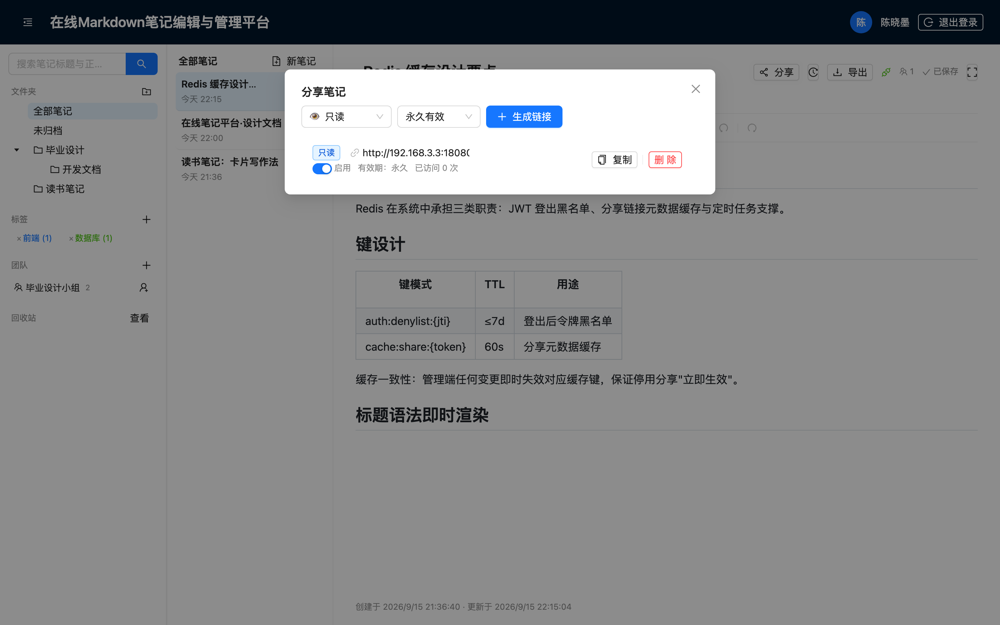 在线Markdown笔记编辑与管理平台
陈 陈晓墨 退出登录
搜索笔记标题与正...
文件夹
全部笔记
未归档
毕业设计
开发文档
读书笔记
标签
×前端 (1) ×数据库 (1)
团队
毕业设计小组 2
回收站 查看
全部笔记 新笔记
Redis 缓存设计...
今天 22:15
在线笔记平台·设计文档
今天 22:00
读书笔记：卡片写作法
今天 21:36
Redis 缓存设计要点
分享 导出 1 已保存
分享笔记
只读 永久有效 生成链接
只读 http://192.168.3.3:18080
启用 有效期：永久 已访问 0 次
复制 删 除
Redis 在系统中承担三类职责：JWT 登出黑名单、分享链接元数据缓存与定时任务支撑。
键设计
键模式 TTL 用途
auth:denylist:{jti} ≤7d 登出后令牌黑名单
cache:share:{token} 60s 分享元数据缓存
缓存一致性：管理端任何变更即时失效对应缓存键，保证停用分享"立即生效"。
标题语法即时渲染
创建于 2026/9/15 21:36:40 · 更新于 2026/9/15 22:15:04